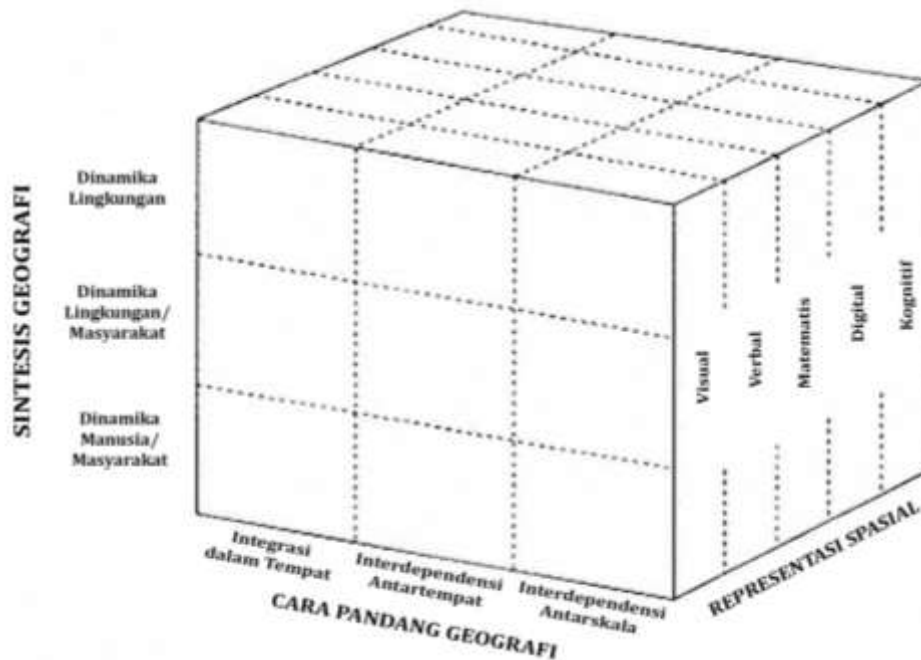 SINTESIS GEOGRAFI
Dinamika
Lingkungan
Dinamika
Lingkungan/
Masyarakat
Dinamika
Manusia/
Masyarakat
Integrasi
dalam Tempat
Interdependensi
Antartempat
Interdependensi
Antarskala
CARA PANDANG GEOGRAFI
Visual
Verbal
Matematis
Digital
Kognitif
REPRESENTASI SPASIAL